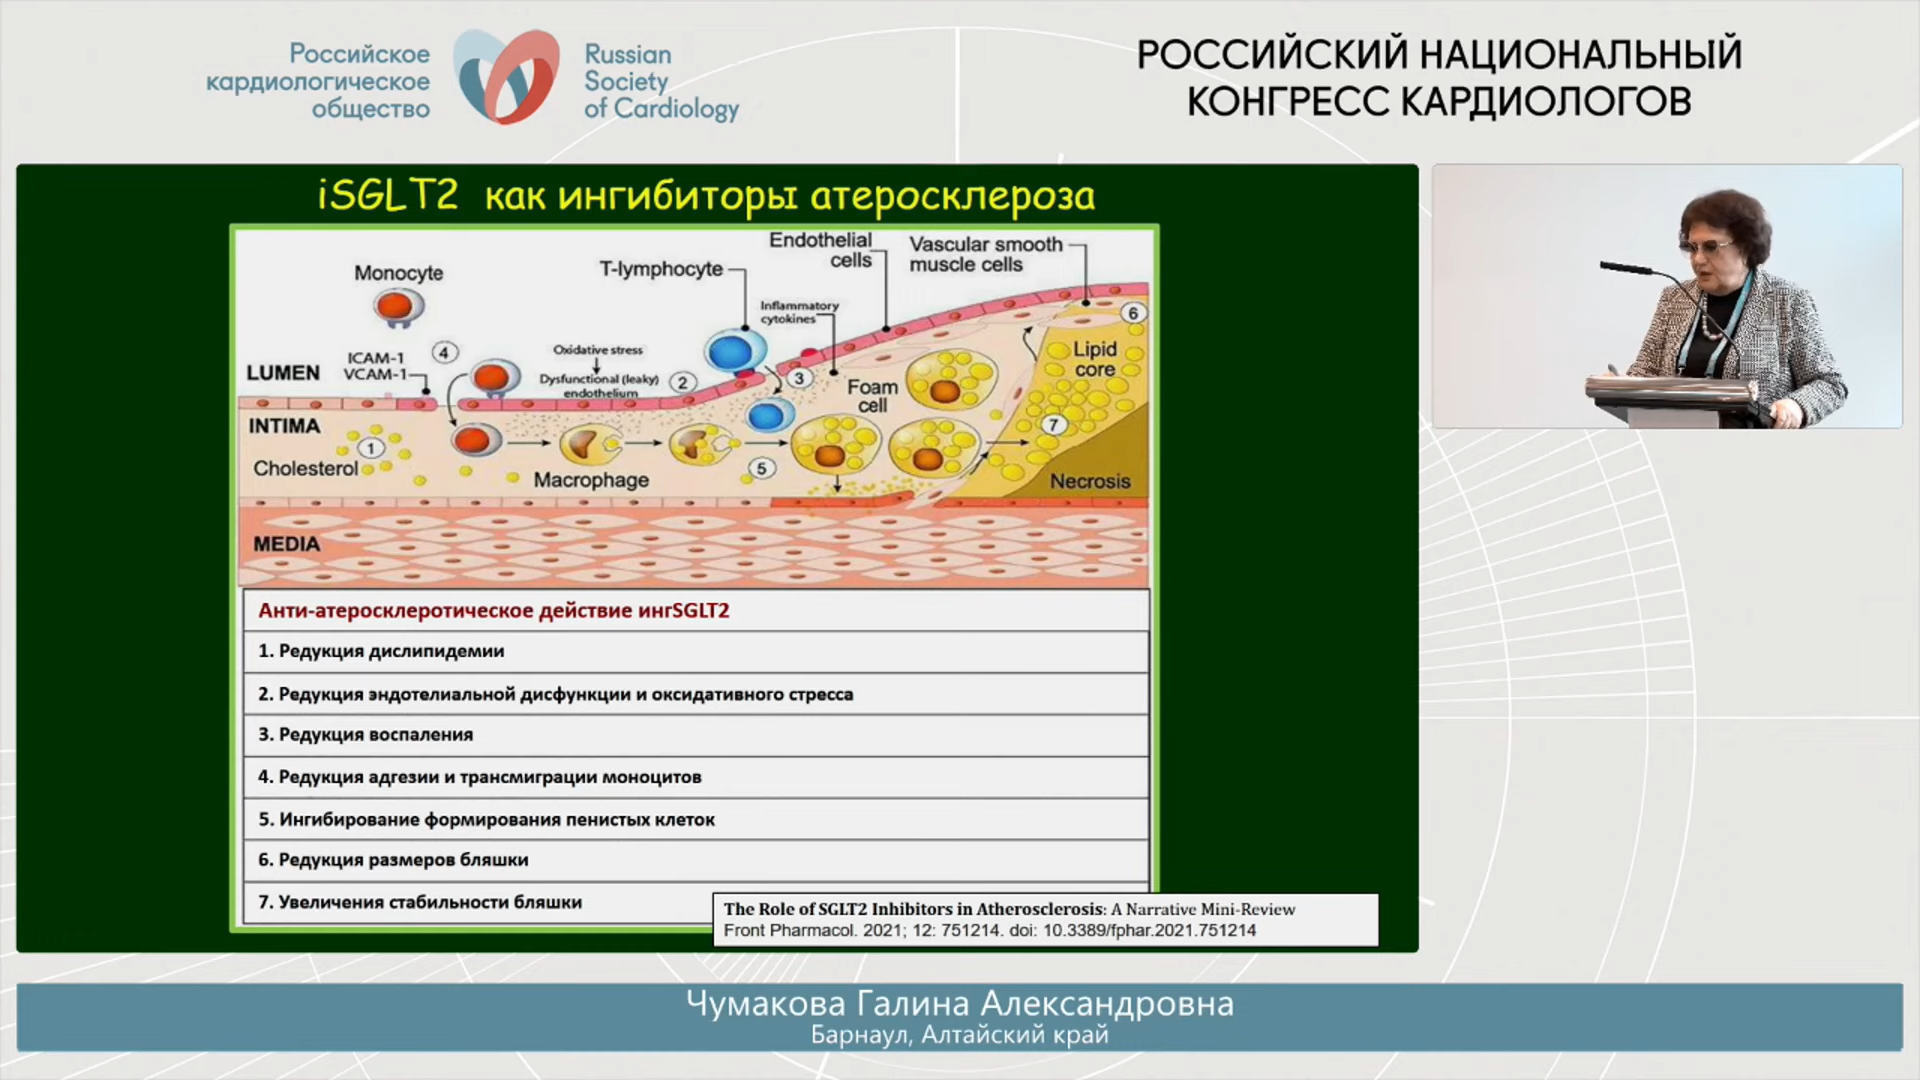 Российское
кардиологическое
общество
Russian
Society
of Cardiology
РОССИЙСКИЙ НАЦИОНАЛЬНЫЙ
КОНГРЕСС КАРДИОЛОГОВ
iSGLT2 как ингибиторы атеросклероза
Monocyte
T-lymphocyte
Endothelial
cells
Vascular smooth
muscle cells
Inflammatory
cytokines
6
ICAM-1
VCAM-1
4
Oxidative stress
Dysfunctional (leaky)
endothelium
2
3
LUMEN
Foam
cell
Lipid
core
INTIMA
1
Cholesterol
Macrophage
5
7
Necrosis
MEDIA
Анти-атеросклеротическое действие ингSGLT2
1. Редукция дислипидемии
2. Редукция эндотелиальной дисфункции и оксидативного стресса
3. Редукция воспаления
4. Редукция адгезии и трансмиграции моноцитов
5. Ингибирование формирования пенистых клеток
6. Редукция размеров бляшки
7. Увеличения стабильности бляшки
The Role of SGLT2 Inhibitors in Atherosclerosis: A Narrative Mini-Review
Front Pharmacol. 2021; 12: 751214. doi: 10.3389/fphar.2021.751214
Чумакова Галина Александровна
Барнаул, Алтайский край